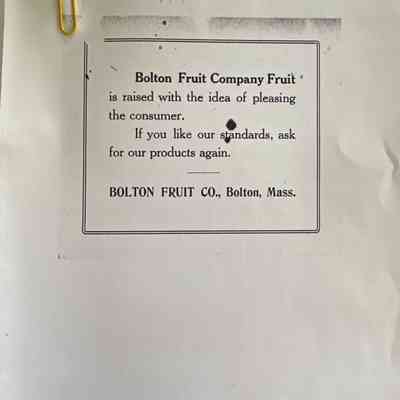 Bolton Fruit Company Fruit
is raised with the idea of pleasing
the consumer.
If you like our standards, ask
for our products again.
BOLTON FRUIT CO., Bolton, Mass.